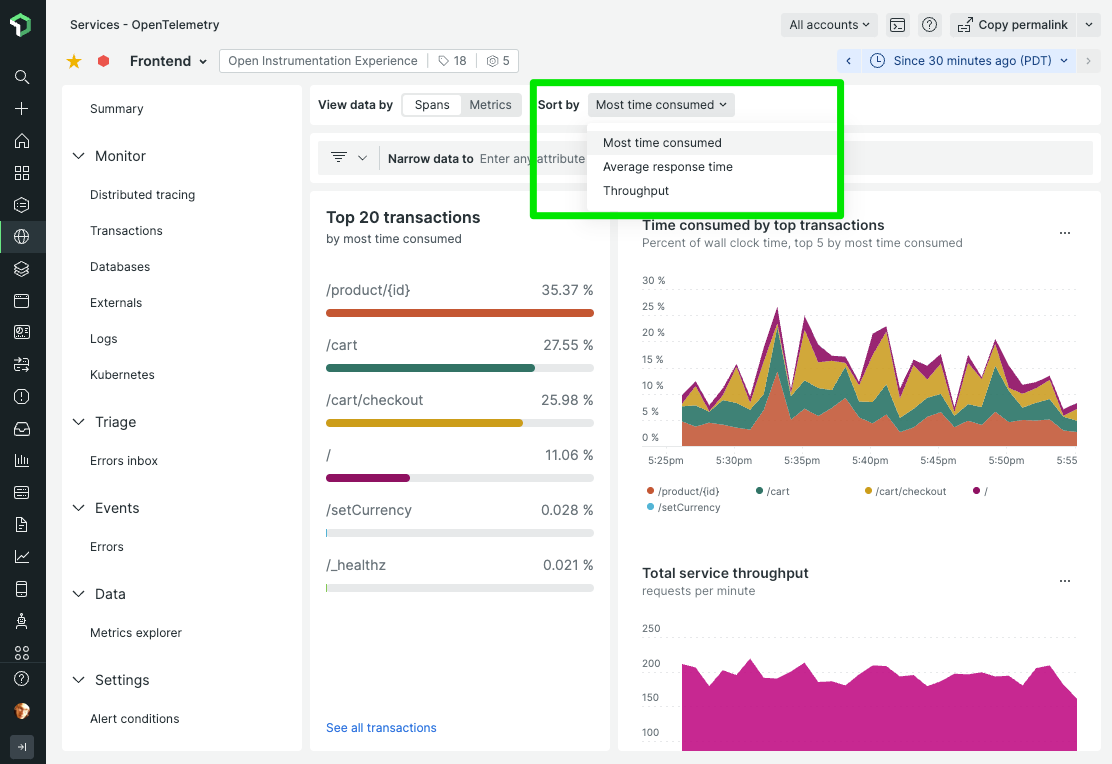 Services - OpenTelemetry
All accounts
Copy permalink
Frontend
Open Instrumentation Experience
18
5
Since 30 minutes ago (PDT)
Summary
Monitor
Distributed tracing
Transactions
Databases
Externals
Logs
Kubernetes
Triage
Errors inbox
Events
Errors
Data
Metrics explorer
Settings
Alert conditions
View data by
Spans
Metrics
Sort by
Most time consumed
Most time consumed
Average response time
Throughput
Narrow data to
Enter any attribute
Top 20 transactions
by most time consumed
/product/{id} 35.37 %
/cart 27.55 %
/cart/checkout 25.98 %
/ 11.06 %
/setCurrency 0.028 %
/_healthz 0.021 %
See all transactions
Time consumed by top transactions
Percent of wall clock time, top 5 by most time consumed
30 %
25 %
20 %
15 %
10 %
5 %
0 %
5:25pm 5:30pm 5:35pm 5:40pm 5:45pm 5:50pm 5:55
/product/{id} /cart /cart/checkout /
/setCurrency
Total service throughput
requests per minute
250
200
150
100